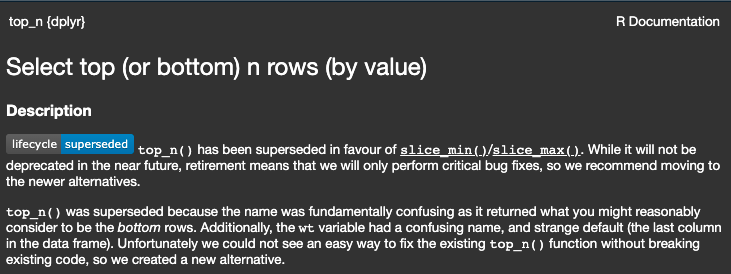 top_n {dplyr} R Documentation
Select top (or bottom) n rows (by value)
Description
lifecycle superseded top_n() has been superseded in favour of slice_min()/slice_max(). While it will not be
deprecated in the near future, retirement means that we will only perform critical bug fixes, so we recommend moving to
the newer alternatives.
top_n() was superseded because the name was fundamentally confusing as it returned what you might reasonably
consider to be the bottom rows. Additionally, the wt variable had a confusing name, and strange default (the last column
in the data frame). Unfortunately we could not see an easy way to fix the existing top_n() function without breaking
existing code, so we created a new alternative.